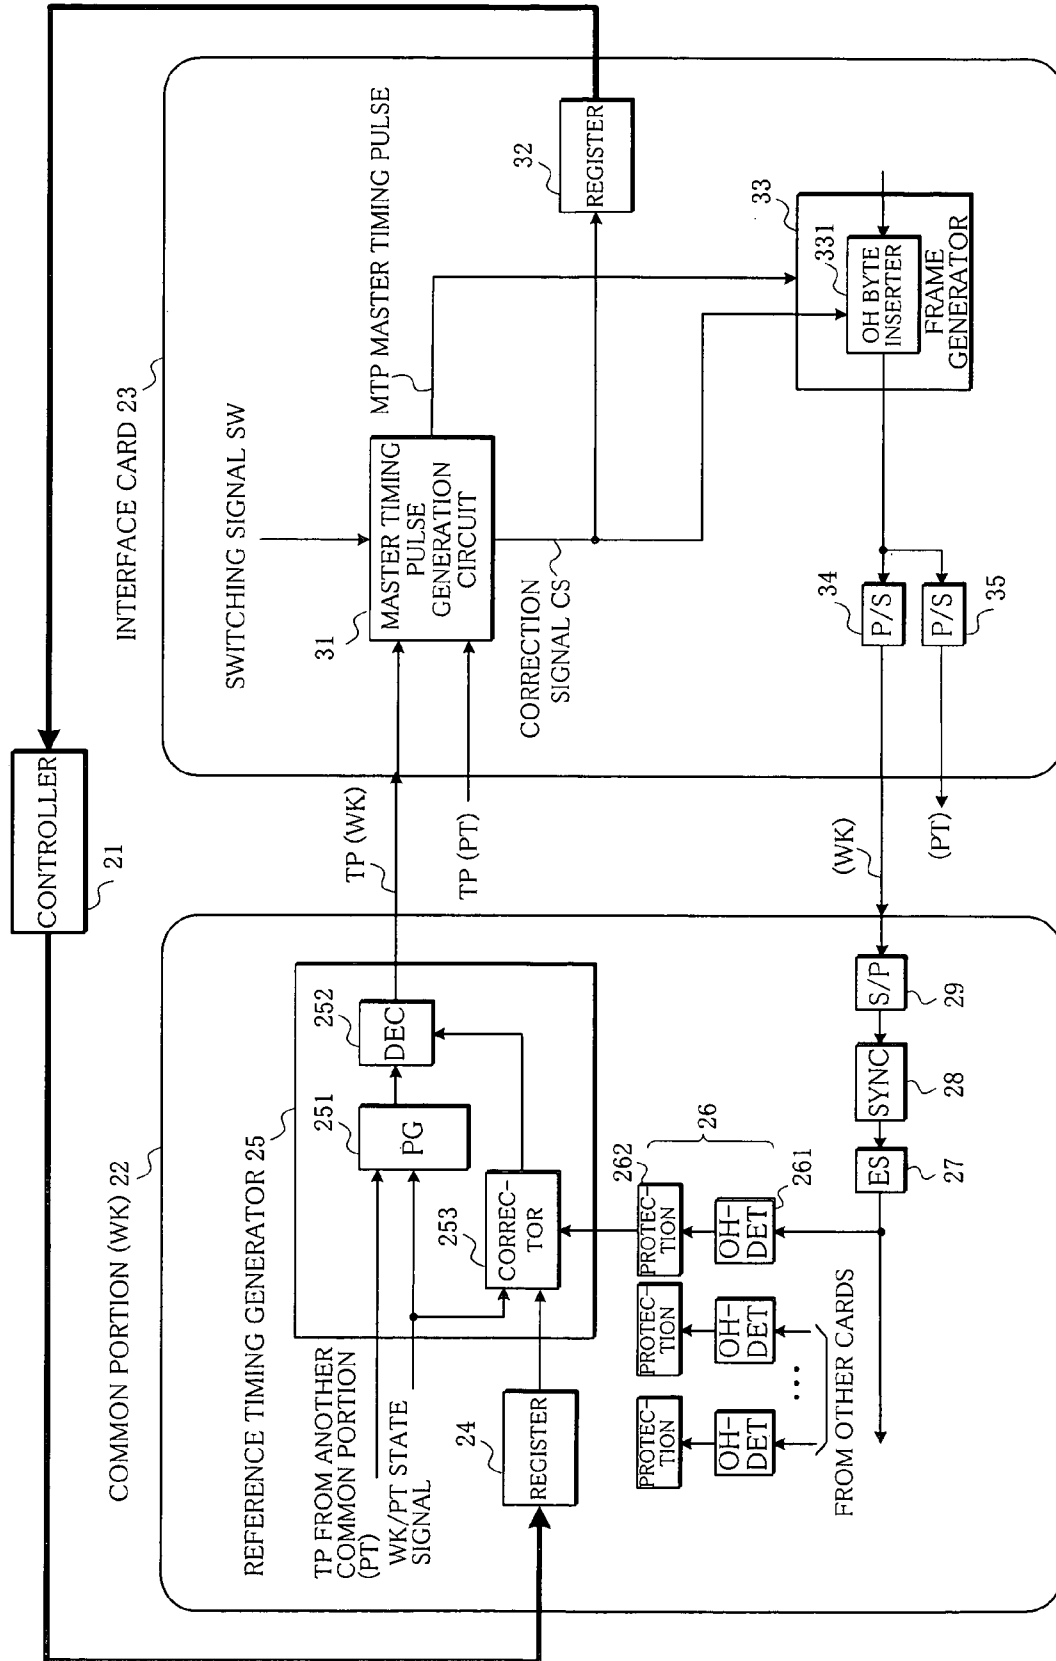 CONTROLLER
21
COMMON PORTION (WK) 22
REFERENCE TIMING GENERATOR 25
TP FROM ANOTHER
COMMON PORTION
(PT)
WK/PT STATE
SIGNAL
251
PG
252
DEC
253
CORREC-
TOR
24
REGISTER
26
262
PROTEC-
TION
PROTEC-
TION
PROTEC-
TION
261
OH-
DET
OH-
DET
OH-
DET
...
FROM OTHER CARDS
ES
27
SYNC
28
S/P
29
TP (WK)
TP (PT)
(WK)
(PT)
INTERFACE CARD 23
SWITCHING SIGNAL SW
31
MASTER TIMING
PULSE
GENERATION
CIRCUIT
MTP MASTER TIMING PULSE
CORRECTION
SIGNAL CS
32
REGISTER
33
331
OH BYTE
INSERTER
FRAME
GENERATOR
34
P/S
P/S
35